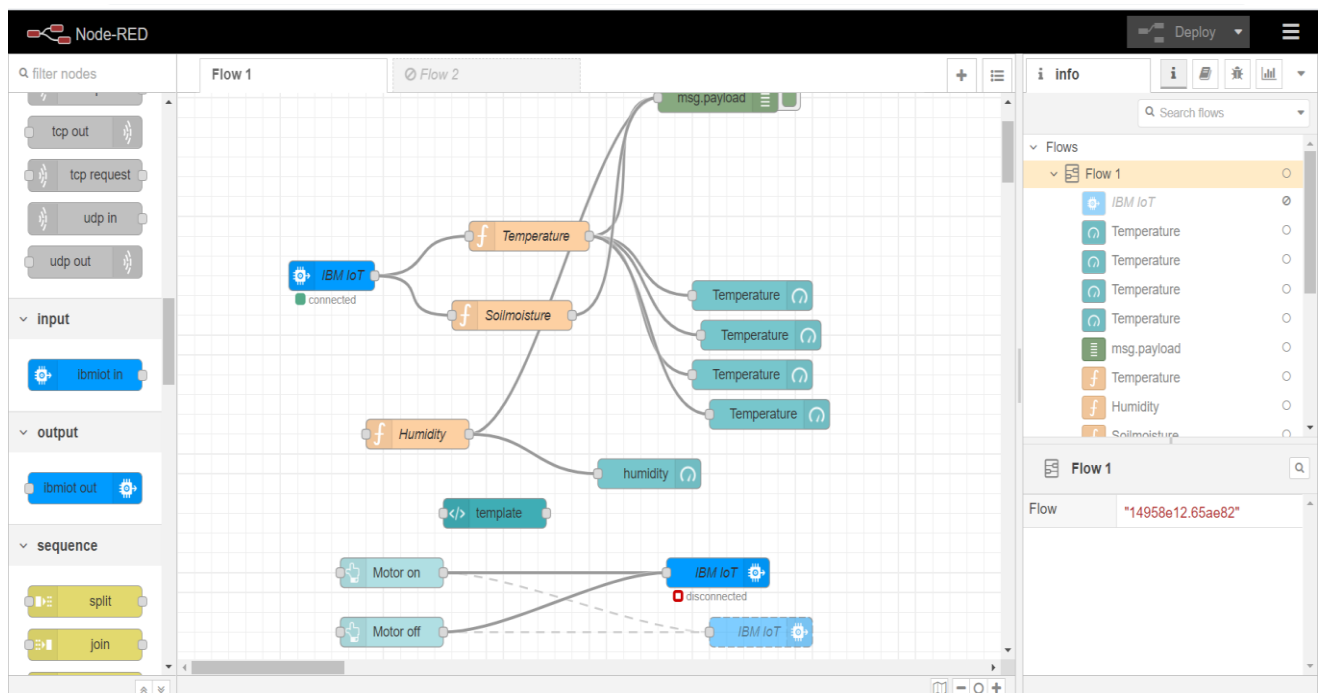 Node-RED
Deploy
filter nodes
tcp out
tcp request
udp in
udp out
input
ibmiot in
output
ibmiot out
sequence
split
join
Flow 1
Flow 2
msg.payload
Temperature
IBM IoT
connected
Soilmoisture
Temperature
Temperature
Temperature
Temperature
Humidity
humidity
</> template
Motor on
IBM IoT
disconnected
Motor off
IBM IoT
i info
i
Search flows
Flows
Flow 1
IBM IoT
Temperature
Temperature
Temperature
Temperature
msg.payload
Temperature
Humidity
Soilmoisture
Flow 1
Flow "14958e12.65ae82"